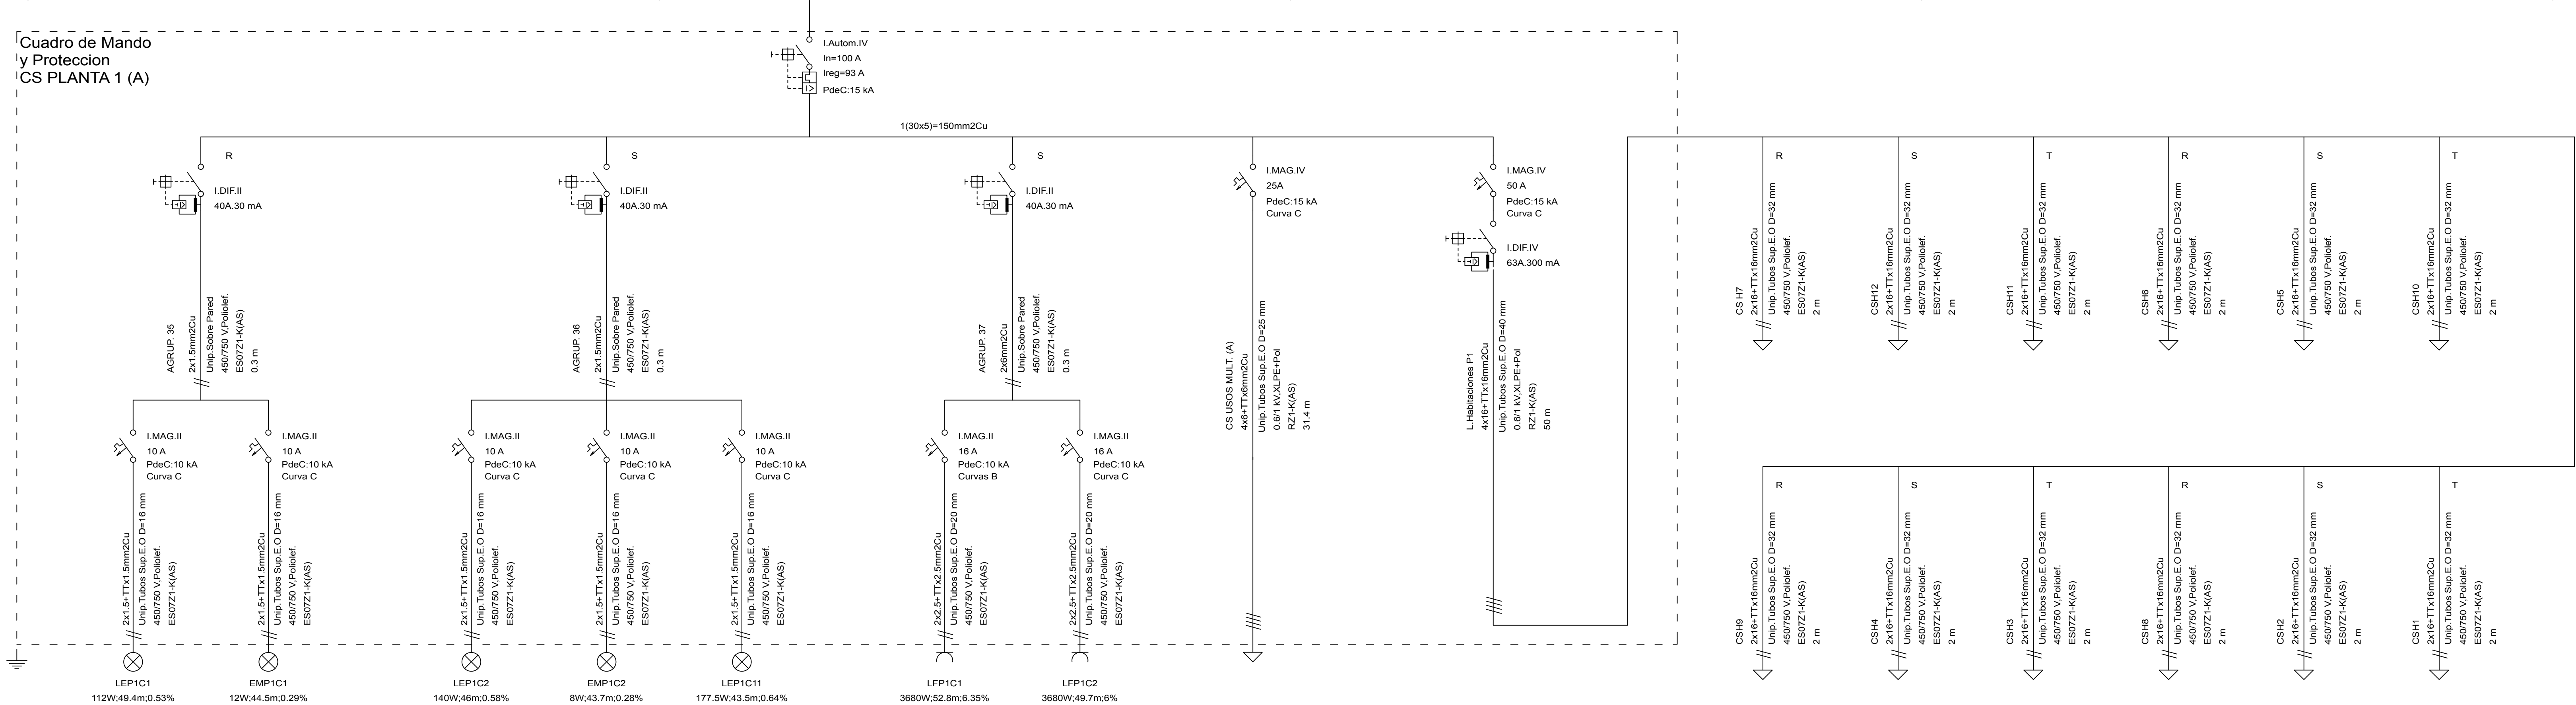 Cuadro de Mando
y Proteccion
CS PLANTA 1 (A)
I.Autom.IV
In=100 A
Ireg=93 A
PdeC:15 kA
1(30x5)=150mm2Cu
R
I.DIF.II
40A.30 mA
AGRUP. 35
2x1.5mm2Cu
Unip.Sobre Pared
450/750 V,Poliolef.
ES07Z1-K(AS)
0.3 m
I.MAG.II
10 A
PdeC:10 kA
Curva C
2x1.5+TTx1.5mm2Cu
Unip.Tubos Sup.E.O D=16 mm
450/750 V,Poliolef.
ES07Z1-K(AS)
LEP1C1
112W;49.4m;0.53%
I.MAG.II
10 A
PdeC:10 kA
Curva C
2x1.5+TTx1.5mm2Cu
Unip.Tubos Sup.E.O D=16 mm
450/750 V,Poliolef.
ES07Z1-K(AS)
EMP1C1
12W;44.5m;0.29%
S
I.DIF.II
40A.30 mA
AGRUP. 36
2x1.5mm2Cu
Unip.Sobre Pared
450/750 V,Poliolef.
ES07Z1-K(AS)
0.3 m
I.MAG.II
10 A
PdeC:10 kA
Curva C
2x1.5+TTx1.5mm2Cu
Unip.Tubos Sup.E.O D=16 mm
450/750 V,Poliolef.
ES07Z1-K(AS)
LEP1C2
140W;46m;0.58%
I.MAG.II
10 A
PdeC:10 kA
Curva C
2x1.5+TTx1.5mm2Cu
Unip.Tubos Sup.E.O D=16 mm
450/750 V,Poliolef.
ES07Z1-K(AS)
EMP1C2
8W;43.7m;0.28%
I.MAG.II
10 A
PdeC:10 kA
Curva C
2x1.5+TTx1.5mm2Cu
Unip.Tubos Sup.E.O D=16 mm
450/750 V,Poliolef.
ES07Z1-K(AS)
LEP1C11
177.5W;43.5m;0.64%
S
I.DIF.II
40A.30 mA
AGRUP. 37
2x6mm2Cu
Unip.Sobre Pared
450/750 V,Poliolef.
ES07Z1-K(AS)
0.3 m
I.MAG.II
16 A
PdeC:10 kA
Curvas B
2x2.5+TTx2.5mm2Cu
Unip.Tubos Sup.E.O D=20 mm
450/750 V,Poliolef.
ES07Z1-K(AS)
LFP1C1
3680W;52.8m;6.35%
I.MAG.II
16 A
PdeC:10 kA
Curva C
2x2.5+TTx2.5mm2Cu
Unip.Tubos Sup.E.O D=20 mm
450/750 V,Poliolef.
ES07Z1-K(AS)
LFP1C2
3680W;49.7m;6%
I.MAG.IV
25A
PdeC:15 kA
Curva C
CS USOS MULT. (A)
4x6+TTx6mm2Cu
Unip.Tubos Sup.E.O D=25 mm
0.6/1 kV,XLPE+Pol
RZ1-K(AS)
31.4 m
I.MAG.IV
50 A
PdeC:15 kA
Curva C
I.DIF.IV
63A.300 mA
L.Habitaciones P1
4x16+TTx16mm2Cu
Unip.Tubos Sup.E.O D=40 mm
0.6/1 kV,XLPE+Pol
RZ1-K(AS)
50 m
R
CS H7
2x16+TTx16mm2Cu
Unip.Tubos Sup.E.O D=32 mm
450/750 V,Poliolef.
ES07Z1-K(AS)
2 m
S
CSH12
2x16+TTx16mm2Cu
Unip.Tubos Sup.E.O D=32 mm
450/750 V,Poliolef.
ES07Z1-K(AS)
2 m
T
CSH11
2x16+TTx16mm2Cu
Unip.Tubos Sup.E.O D=32 mm
450/750 V,Poliolef.
ES07Z1-K(AS)
2 m
R
CSH6
2x16+TTx16mm2Cu
Unip.Tubos Sup.E.O D=32 mm
450/750 V,Poliolef.
ES07Z1-K(AS)
2 m
S
CSH5
2x16+TTx16mm2Cu
Unip.Tubos Sup.E.O D=32 mm
450/750 V,Poliolef.
ES07Z1-K(AS)
2 m
T
CSH10
2x16+TTx16mm2Cu
Unip.Tubos Sup.E.O D=32 mm
450/750 V,Poliolef.
ES07Z1-K(AS)
2 m
R
CSH9
2x16+TTx16mm2Cu
Unip.Tubos Sup.E.O D=32 mm
450/750 V,Poliolef.
ES07Z1-K(AS)
2 m
S
CSH4
2x16+TTx16mm2Cu
Unip.Tubos Sup.E.O D=32 mm
450/750 V,Poliolef.
ES07Z1-K(AS)
2 m
T
CSH3
2x16+TTx16mm2Cu
Unip.Tubos Sup.E.O D=32 mm
450/750 V,Poliolef.
ES07Z1-K(AS)
2 m
R
CSH8
2x16+TTx16mm2Cu
Unip.Tubos Sup.E.O D=32 mm
450/750 V,Poliolef.
ES07Z1-K(AS)
2 m
S
CSH2
2x16+TTx16mm2Cu
Unip.Tubos Sup.E.O D=32 mm
450/750 V,Poliolef.
ES07Z1-K(AS)
2 m
T
CSH1
2x16+TTx16mm2Cu
Unip.Tubos Sup.E.O D=32 mm
450/750 V,Poliolef.
ES07Z1-K(AS)
2 m